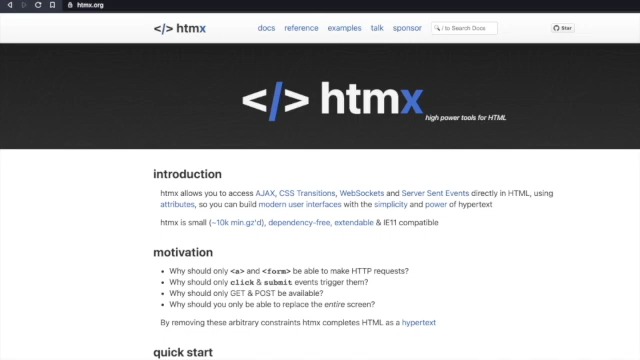 htmx.org
</> htmx docs reference examples talk sponsor / to Search Docs Star
</> htmx
high power tools for HTML
introduction
htmx allows you to access AJAX, CSS Transitions, WebSockets and Server Sent Events directly in HTML, using
attributes, so you can build modern user interfaces with the simplicity and power of hypertext
htmx is small (~10k min.gz'd), dependency-free, extendable & IE11 compatible
motivation
• Why should only <a> and <form> be able to make HTTP requests?
• Why should only click & submit events trigger them?
• Why should only GET & POST be available?
• Why should you only be able to replace the entire screen?
By removing these arbitrary constraints htmx completes HTML as a hypertext
quick start